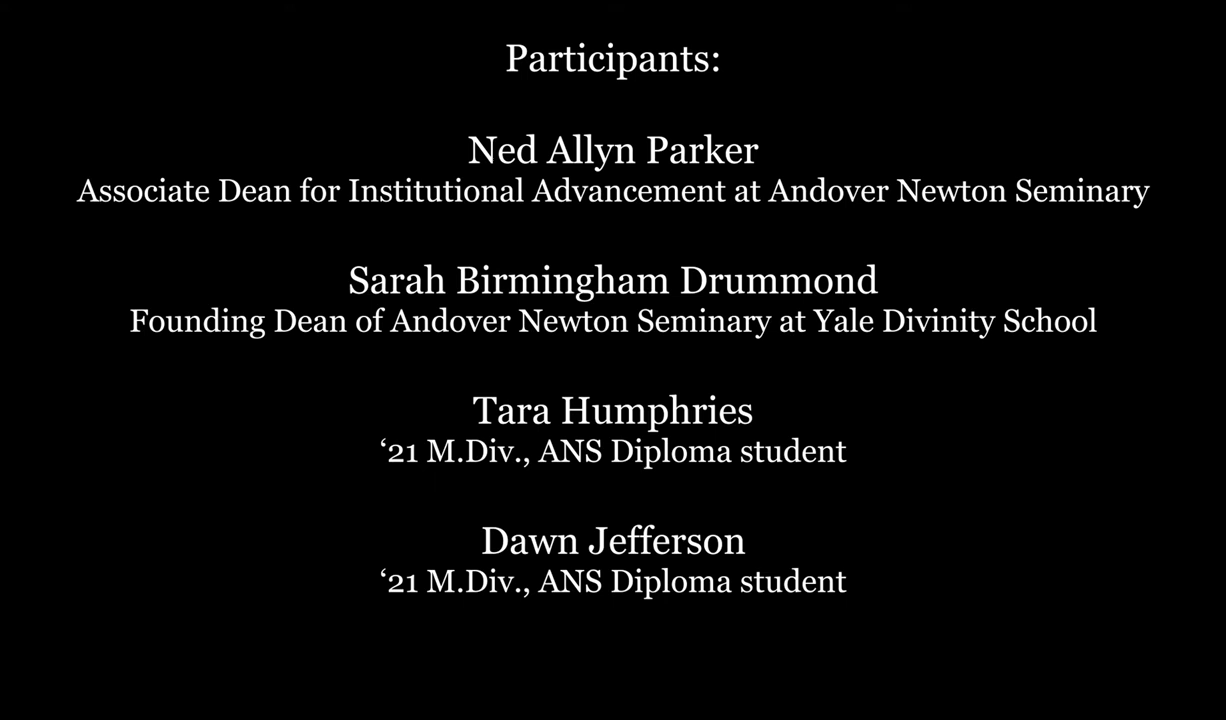 Participants:
Ned Allyn Parker
Associate Dean for Institutional Advancement at Andover Newton Seminary
Sarah Birmingham Drummond
Founding Dean of Andover Newton Seminary at Yale Divinity School
Tara Humphries
‘21 M.Div., ANS Diploma student
Dawn Jefferson
‘21 M.Div., ANS Diploma student